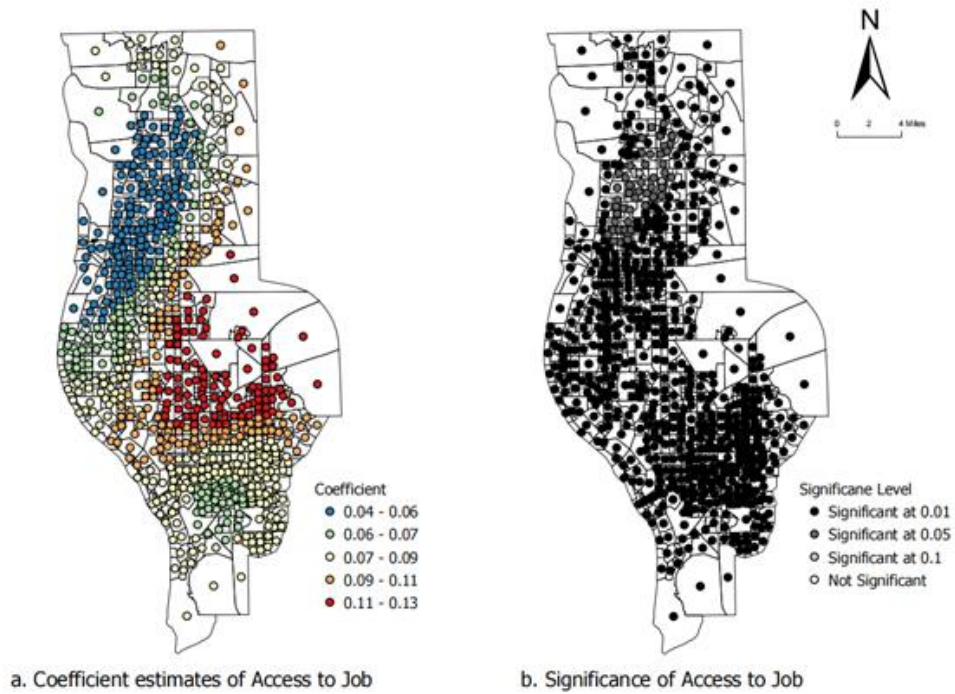 N
0 2 4 Miles
Coefficient
0.04 - 0.06
0.06 - 0.07
0.07 - 0.09
0.09 - 0.11
0.11 - 0.13
Significane Level
Significant at 0.01
Significant at 0.05
Significant at 0.1
Not Significant
a. Coefficient estimates of Access to Job
b. Significance of Access to Job